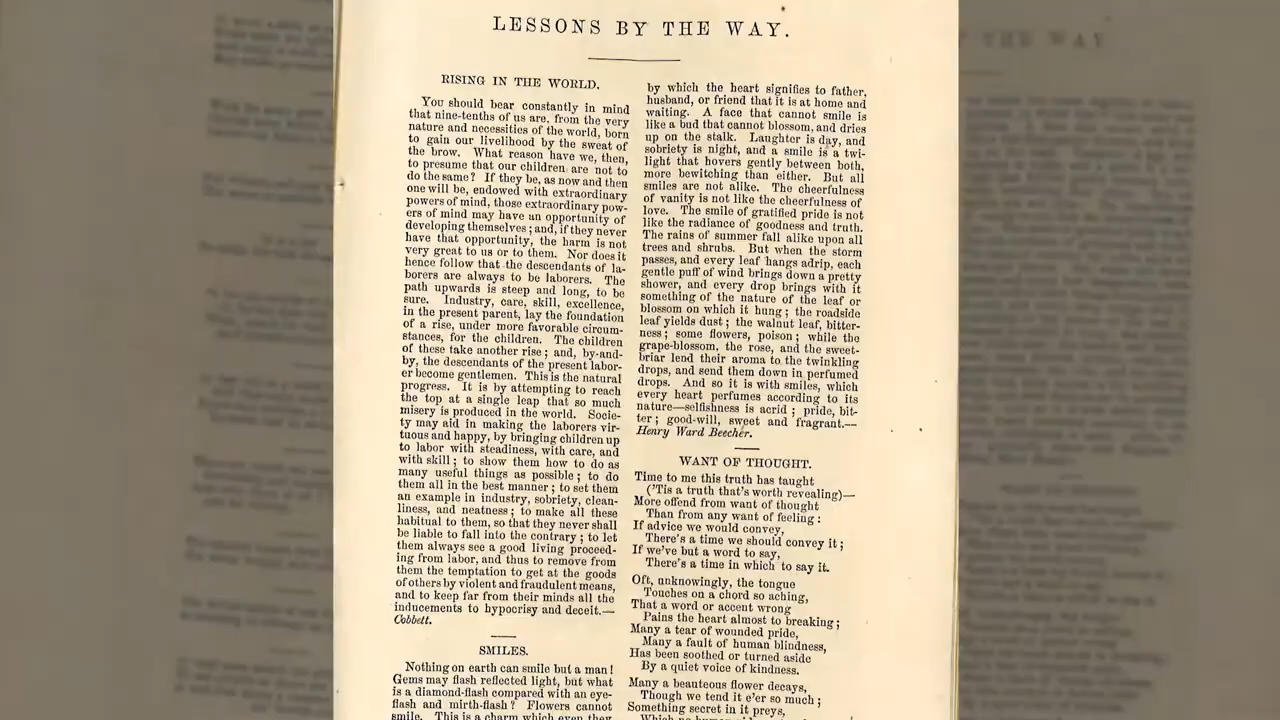 LESSONS BY THE WAY.
RISING IN THE WORLD.
You should bear constantly in mind
that nine-tenths of us are, from the very
nature and necessities of the world, born
to gain our livelihood by the sweat of
the brow. What reason have we, then,
to presume that our children are not to
do the same? If they be, as now and then
one will be, endowed with extraordinary
powers of mind, those extraordinary pow-
ers of mind may have an opportunity of
developing themselves; and, if they never
have that opportunity, the harm is not
very great to us or to them. Nor does it
hence follow that the descendants of la-
borers are always to be laborers. The
path upwards is steep and long, to be
sure. Industry, care, skill, excellence,
in the present parent, lay the foundation
of a rise, under more favorable circum-
stances, for the children. The children
of these take another rise; and, by-and-
by, the descendants of the present labor-
er become gentlemen. This is the natural
progress. It is by attempting to reach
the top at a single leap that so much
misery is produced in the world. Socie-
ty may aid in making the laborers vir-
tuous and happy, by bringing children up
to labor with steadiness, with care, and
with skill; to show them how to do as
many useful things as possible; to do
them all in the best manner; to set them
an example in industry, sobriety, clean-
liness, and neatness; to make all these
habitual to them, so that they never shall
be liable to fall into the contrary; to let
them always see a good living proceed-
ing from labor, and thus to remove from
them the temptation to get at the goods
of others by violent and fraudulent means,
and to keep far from their minds all the
inducements to hypocrisy and deceit.—
Cobbett.
SMILES.
Nothing on earth can smile but a man!
Gems may flash reflected light, but what
is a diamond-flash compared with an eye-
flash and mirth-flash? Flowers cannot
smile. This is a charm which even they
by which the heart signifies to father,
husband, or friend that it is at home and
waiting. A face that cannot smile is
like a bud that cannot blossom, and dries
up on the stalk. Laughter is day, and
sobriety is night, and a smile is a twi-
light that hovers gently between both,
more bewitching than either. But all
smiles are not alike. The cheerfulness
of vanity is not like the cheerfulness of
love. The smile of gratified pride is not
like the radiance of goodness and truth.
The rains of summer fall alike upon all
trees and shrubs. But when the storm
passes, and every leaf hangs adrip, each
gentle puff of wind brings down a pretty
shower, and every drop brings with it
something of the nature of the leaf or
blossom on which it hung; the roadside
leaf yields dust; the walnut leaf, bitter-
ness; some flowers, poison; while the
grape-blossom, the rose, and the sweet-
briar lend their aroma to the twinkling
drops, and send them down in perfumed
drops. And so it is with smiles, which
every heart perfumes according to its
nature—selfishness is acrid; pride, bit-
ter; good-will, sweet and fragrant.—
Henry Ward Beecher.
WANT OF THOUGHT.
Time to me this truth has taught
('Tis a truth that's worth revealing)—
More offend from want of thought
Than from any want of feeling:
If advice we would convey,
There's a time we should convey it;
If we've but a word to say,
There's a time in which to say it.
Oft, unknowingly, the tongue
Touches on a chord so aching,
That a word or accent wrong
Pains the heart almost to breaking;
Many a tear of wounded pride,
Many a fault of human blindness,
Has been soothed or turned aside
By a quiet voice of kindness.
Many a beauteous flower decays,
Though we tend it e'er so much;
Something secret in it preys,
Which no human